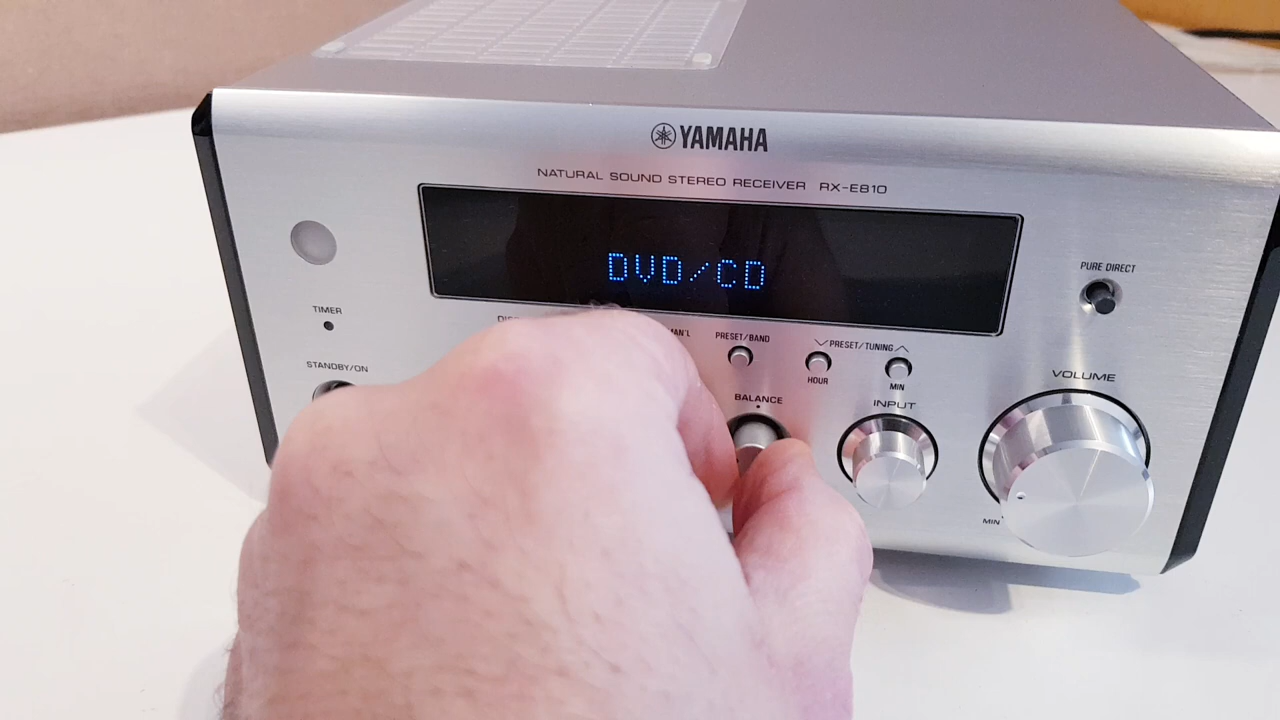 YAMAHA
NATURAL SOUND STEREO RECEIVER RX-E810
DVD/CD
PURE DIRECT
TIMER
MAN'L
PRESET/BAND
PRESET/TUNING
HOUR
MIN
STANDBY/ON
BALANCE
INPUT
VOLUME
MIN